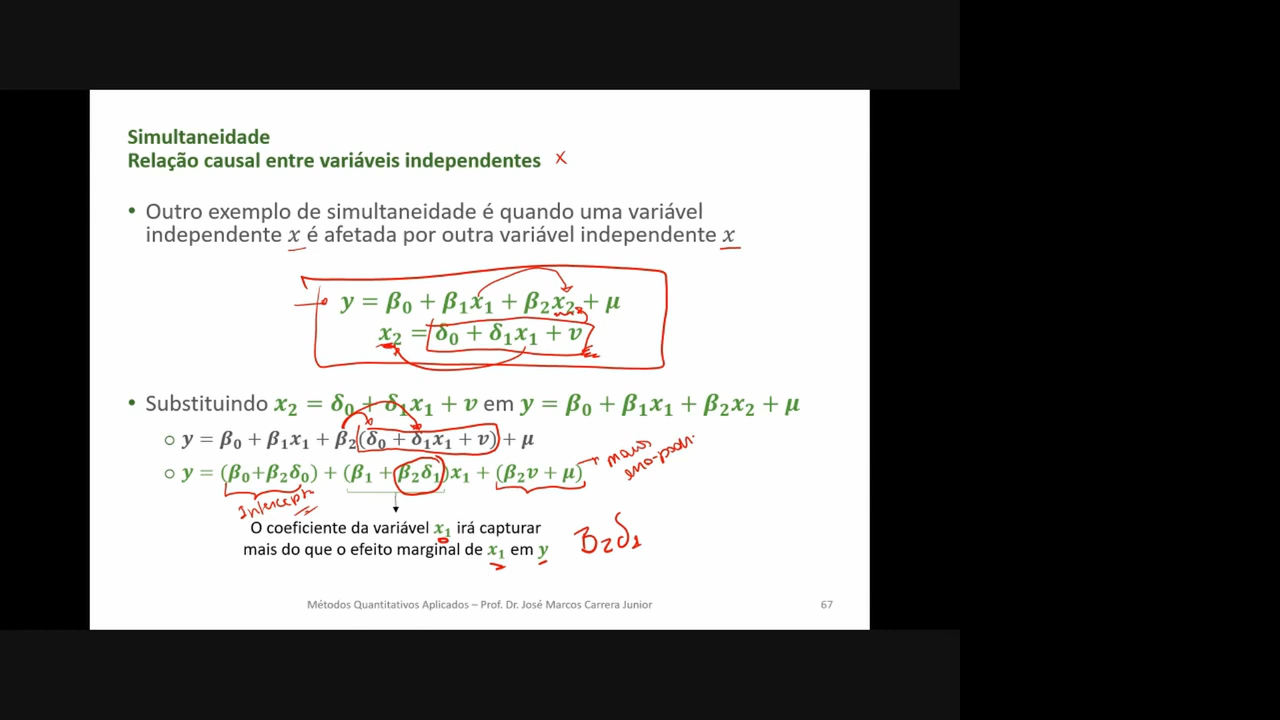 Simultaneidade
Relação causal entre variáveis independentes x
• Outro exemplo de simultaneidade é quando uma variável
independente x é afetada por outra variável independente x
y = β₀ + β₁x₁ + β₂x₂ + μ
x₂ = δ₀ + δ₁x₁ + v
• Substituindo x₂ = δ₀ + δ₁x₁ + v em y = β₀ + β₁x₁ + β₂x₂ + μ
○ y = β₀ + β₁x₁ + β₂(δ₀ + δ₁x₁ + v) + μ
○ y = (β₀+β₂δ₀) + (β₁ + β₂δ₁)x₁ + (β₂v + μ)
Intercepto
O coeficiente da variável x₁ irá capturar
mais do que o efeito marginal de x₁ em y
B₂δ₁
Métodos Quantitativos Aplicados – Prof. Dr. José Marcos Carrera Junior
67